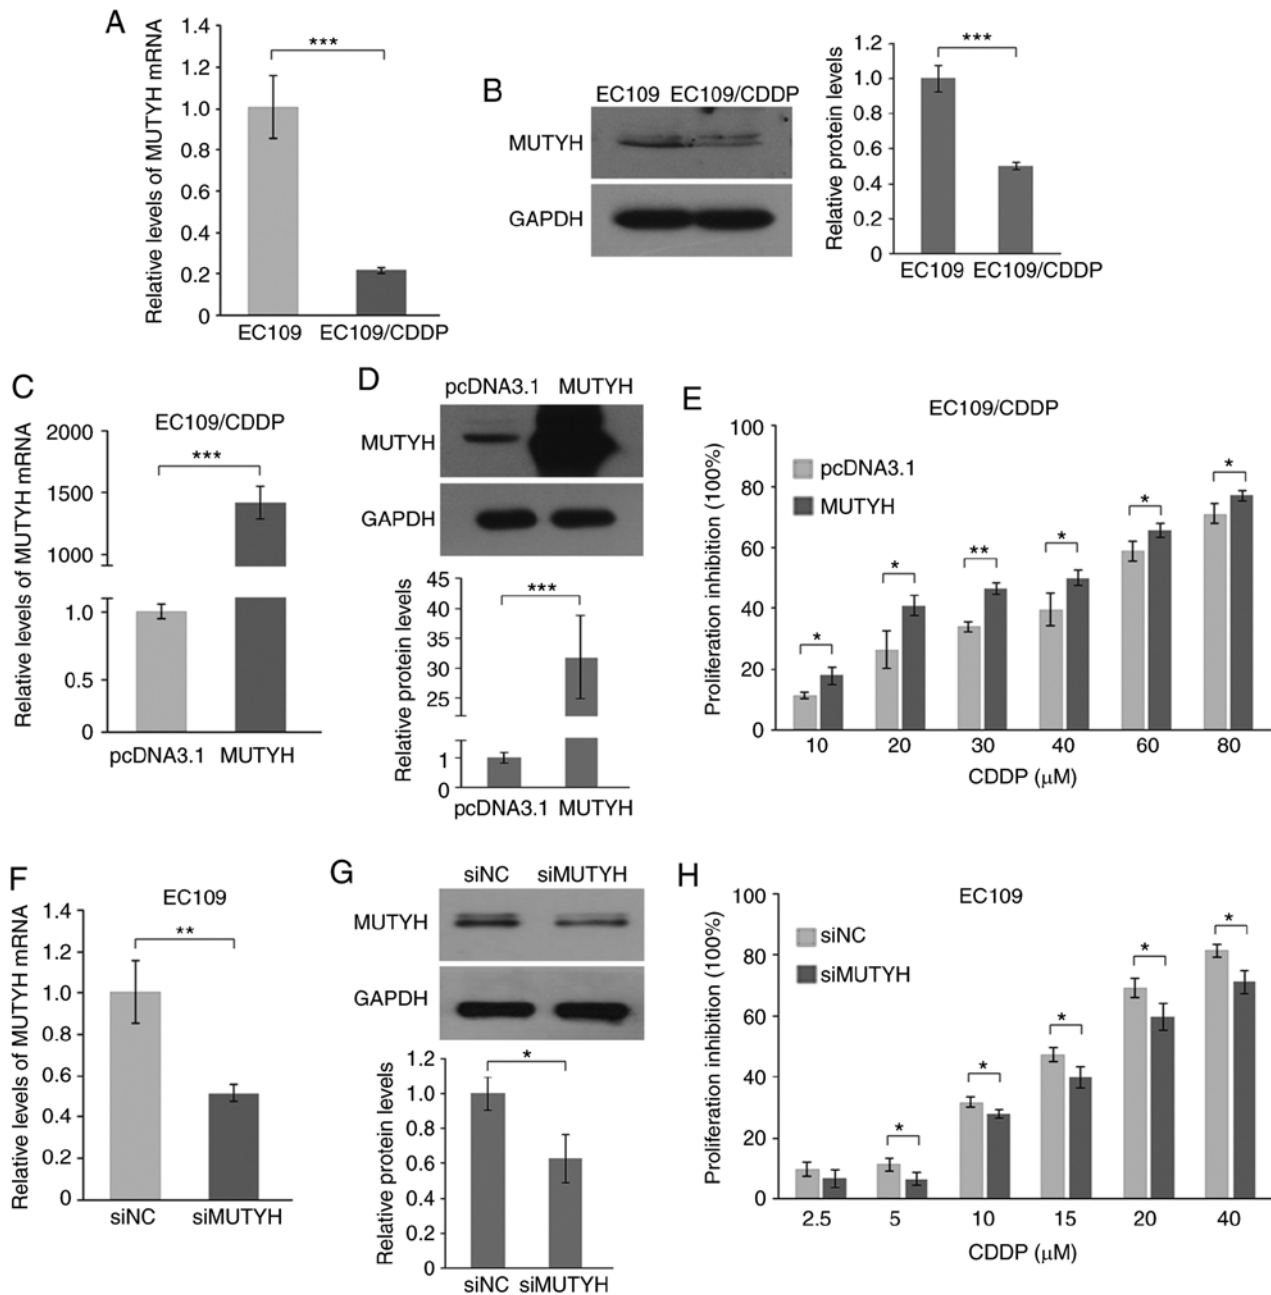 A
Relative levels of MUTYH mRNA
1.4
1.2
1.0
0.8
0.6
0.4
0.2
0
***
EC109 EC109/CDDP
B
EC109 EC109/CDDP
MUTYH
GAPDH
Relative protein levels
1.2
1.0
0.8
0.6
0.4
0.2
0
***
EC109 EC109/CDDP
C
EC109/CDDP
Relative levels of MUTYH mRNA
2000
1500
1000
1.0
0.5
0
***
pcDNA3.1 MUTYH
D
pcDNA3.1 MUTYH
MUTYH
GAPDH
Relative protein levels
45
40
35
30
25
1
0
***
pcDNA3.1 MUTYH
E
EC109/CDDP
Proliferation inhibition (100%)
100
80
60
40
20
0
pcDNA3.1
MUTYH
* * ** * * *
10 20 30 40 60 80
CDDP (µM)
F
EC109
Relative levels of MUTYH mRNA
1.4
1.2
1.0
0.8
0.6
0.4
0.2
0
**
siNC siMUTYH
G
siNC siMUTYH
MUTYH
GAPDH
Relative protein levels
1.2
1.0
0.8
0.6
0.4
0.2
0
*
siNC siMUTYH
H
EC109
Proliferation inhibition (100%)
100
80
60
40
20
0
siNC
siMUTYH
* * * * *
2.5 5 10 15 20 40
CDDP (µM)